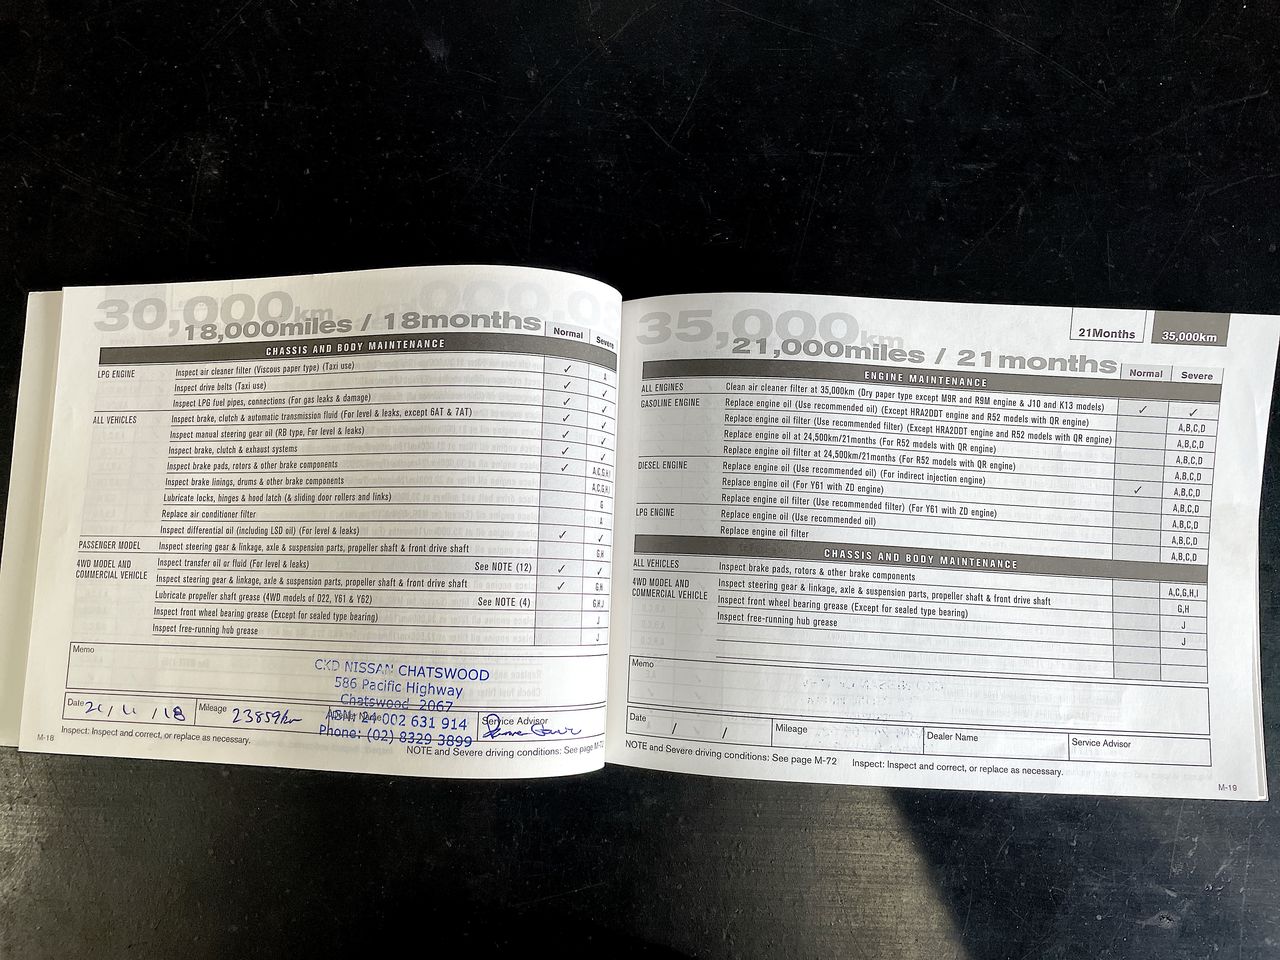 30,000km
18,000miles / 18months
Normal Severe
CHASSIS AND BODY MAINTENANCE
LPG ENGINE Inspect air cleaner filter (Viscous paper type) (Taxi use) ✓ A
Inspect drive belts (Taxi use) ✓ ✓
Inspect LPG fuel pipes, connections (For gas leaks & damage) ✓ ✓
ALL VEHICLES Inspect brake, clutch & automatic transmission fluid (For level & leaks, except 6AT & 7AT) ✓ ✓
Inspect manual steering gear oil (RB type, For level & leaks) ✓ ✓
Inspect brake, clutch & exhaust systems ✓ ✓
Inspect brake pads, rotors & other brake components ✓ A,C,G,H,I
Inspect brake linings, drums & other brake components A,C,G,H,I
Lubricate locks, hinges & hood latch (& sliding door rollers and links) G
Replace air conditioner filter A
Inspect differential oil (including LSD oil) (For level & leaks) ✓ ✓
PASSENGER MODEL Inspect steering gear & linkage, axle & suspension parts, propeller shaft & front drive shaft G,H
4WD MODEL AND COMMERCIAL VEHICLE Inspect transfer oil or fluid (For level & leaks) See NOTE (12) ✓ ✓
Inspect steering gear & linkage, axle & suspension parts, propeller shaft & front drive shaft ✓ G,H
Lubricate propeller shaft grease (4WD models of D22, Y61 & Y62) See NOTE (4) G,H,J
Inspect front wheel bearing grease (Except for sealed type bearing) J
Inspect free-running hub grease J
Memo
CKD NISSAN CHATSWOOD
586 Pacific Highway
Chatswood 2067
ABN: 24 002 631 914
Phone: (02) 8329 3899
Date 21/11/18 Mileage 23859km Dealer Name Service Advisor
Inspect: Inspect and correct, or replace as necessary.
NOTE and Severe driving conditions: See page M-72
M-18
35,000km
21,000miles / 21months
21Months 35,000km
Normal Severe
ENGINE MAINTENANCE
ALL ENGINES Clean air cleaner filter at 35,000km (Dry paper type except M9R and R9M engine & J10 and K13 models) ✓ ✓
GASOLINE ENGINE Replace engine oil (Use recommended oil) (Except HRA2DDT engine and R52 models with QR engine) A,B,C,D
Replace engine oil filter (Use recommended filter) (Except HRA2DDT engine and R52 models with QR engine) A,B,C,D
Replace engine oil at 24,500km/21months (For R52 models with QR engine) A,B,C,D
Replace engine oil filter at 24,500km/21months (For R52 models with QR engine) A,B,C,D
DIESEL ENGINE Replace engine oil (Use recommended oil) (For indirect injection engine) ✓ A,B,C,D
Replace engine oil (For Y61 with ZD engine) A,B,C,D
Replace engine oil filter (Use recommended filter) (For Y61 with ZD engine) A,B,C,D
LPG ENGINE Replace engine oil (Use recommended oil) A,B,C,D
Replace engine oil filter A,B,C,D
CHASSIS AND BODY MAINTENANCE
ALL VEHICLES Inspect brake pads, rotors & other brake components A,C,G,H,I
4WD MODEL AND COMMERCIAL VEHICLE Inspect steering gear & linkage, axle & suspension parts, propeller shaft & front drive shaft G,H
Inspect front wheel bearing grease (Except for sealed type bearing) J
Inspect free-running hub grease J
Memo
Date / / Mileage Dealer Name Service Advisor
NOTE and Severe driving conditions: See page M-72 Inspect: Inspect and correct, or replace as necessary.
M-19